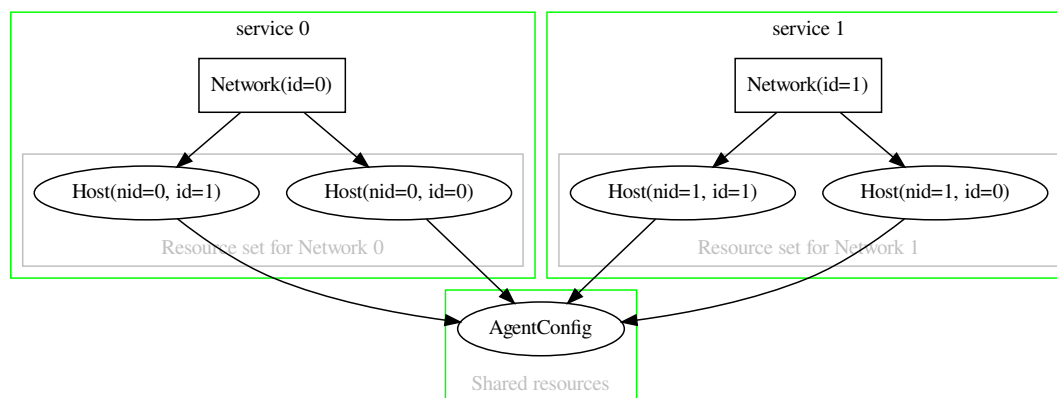 service 0
service 1
Network(id=0)
Network(id=1)
Host(nid=0, id=1)
Host(nid=0, id=0)
Host(nid=1, id=1)
Host(nid=1, id=0)
Resource set for Network 0
Resource set for Network 1
AgentConfig
Shared resources